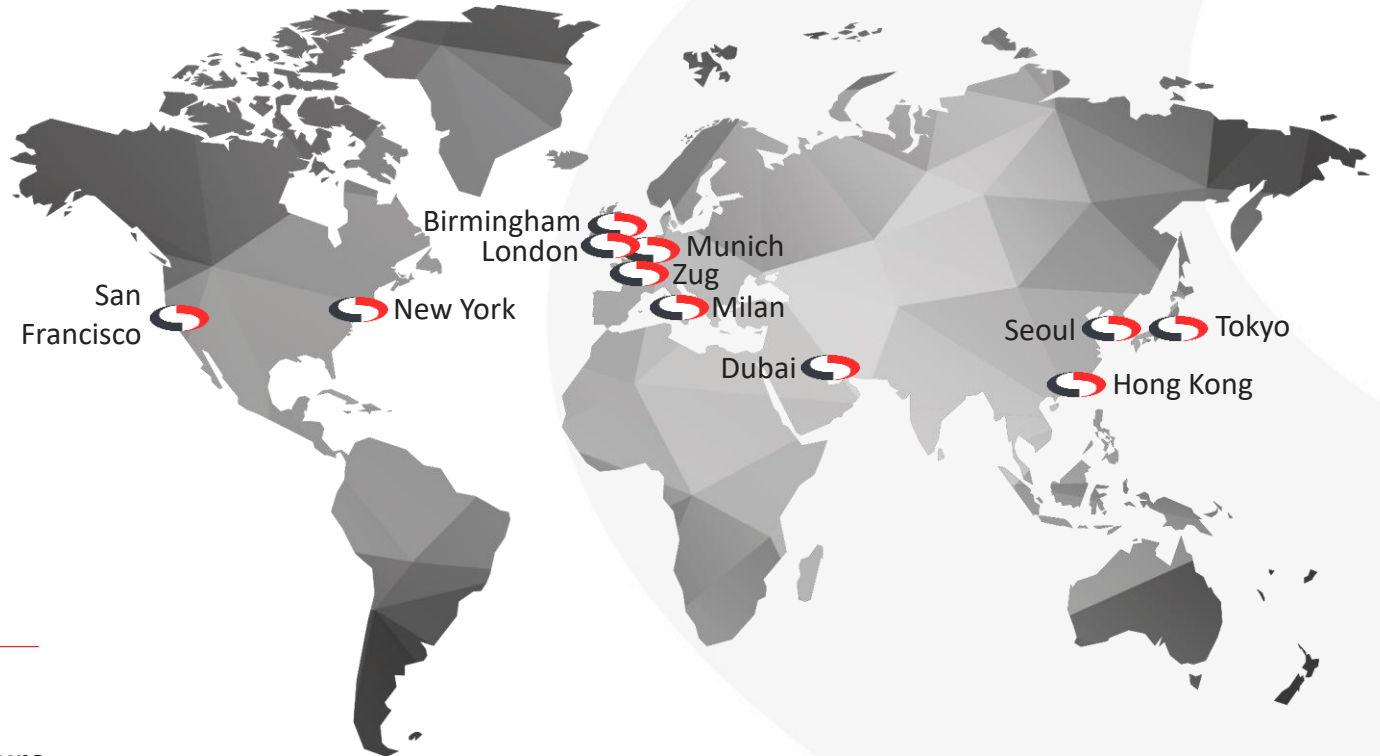 Birmingham
London
Munich
Zug
San
Francisco
New York
Milan
Seoul
Tokyo
Dubai
Hong Kong